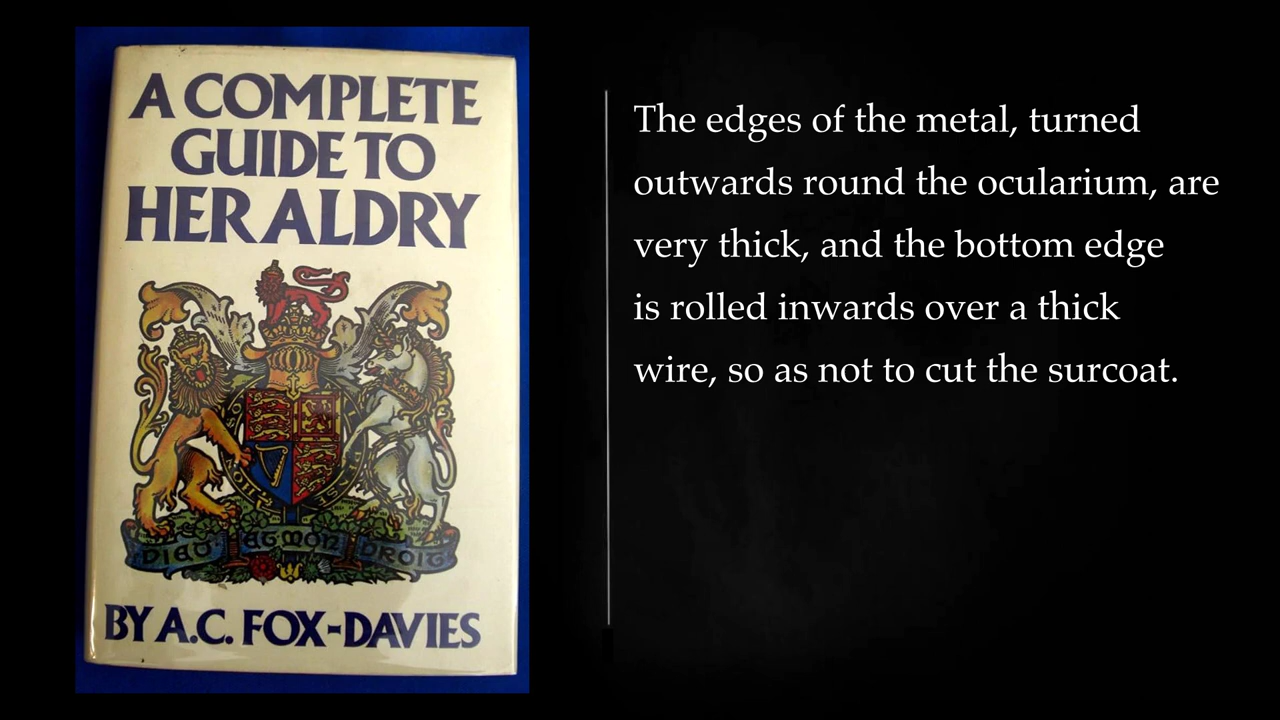 A COMPLETE
GUIDE TO
HERALDRY
DIEU ET MON DROIT
BY A.C. FOX-DAVIES
The edges of the metal, turned
outwards round the ocularium, are
very thick, and the bottom edge
is rolled inwards over a thick
wire, so as not to cut the surcoat.